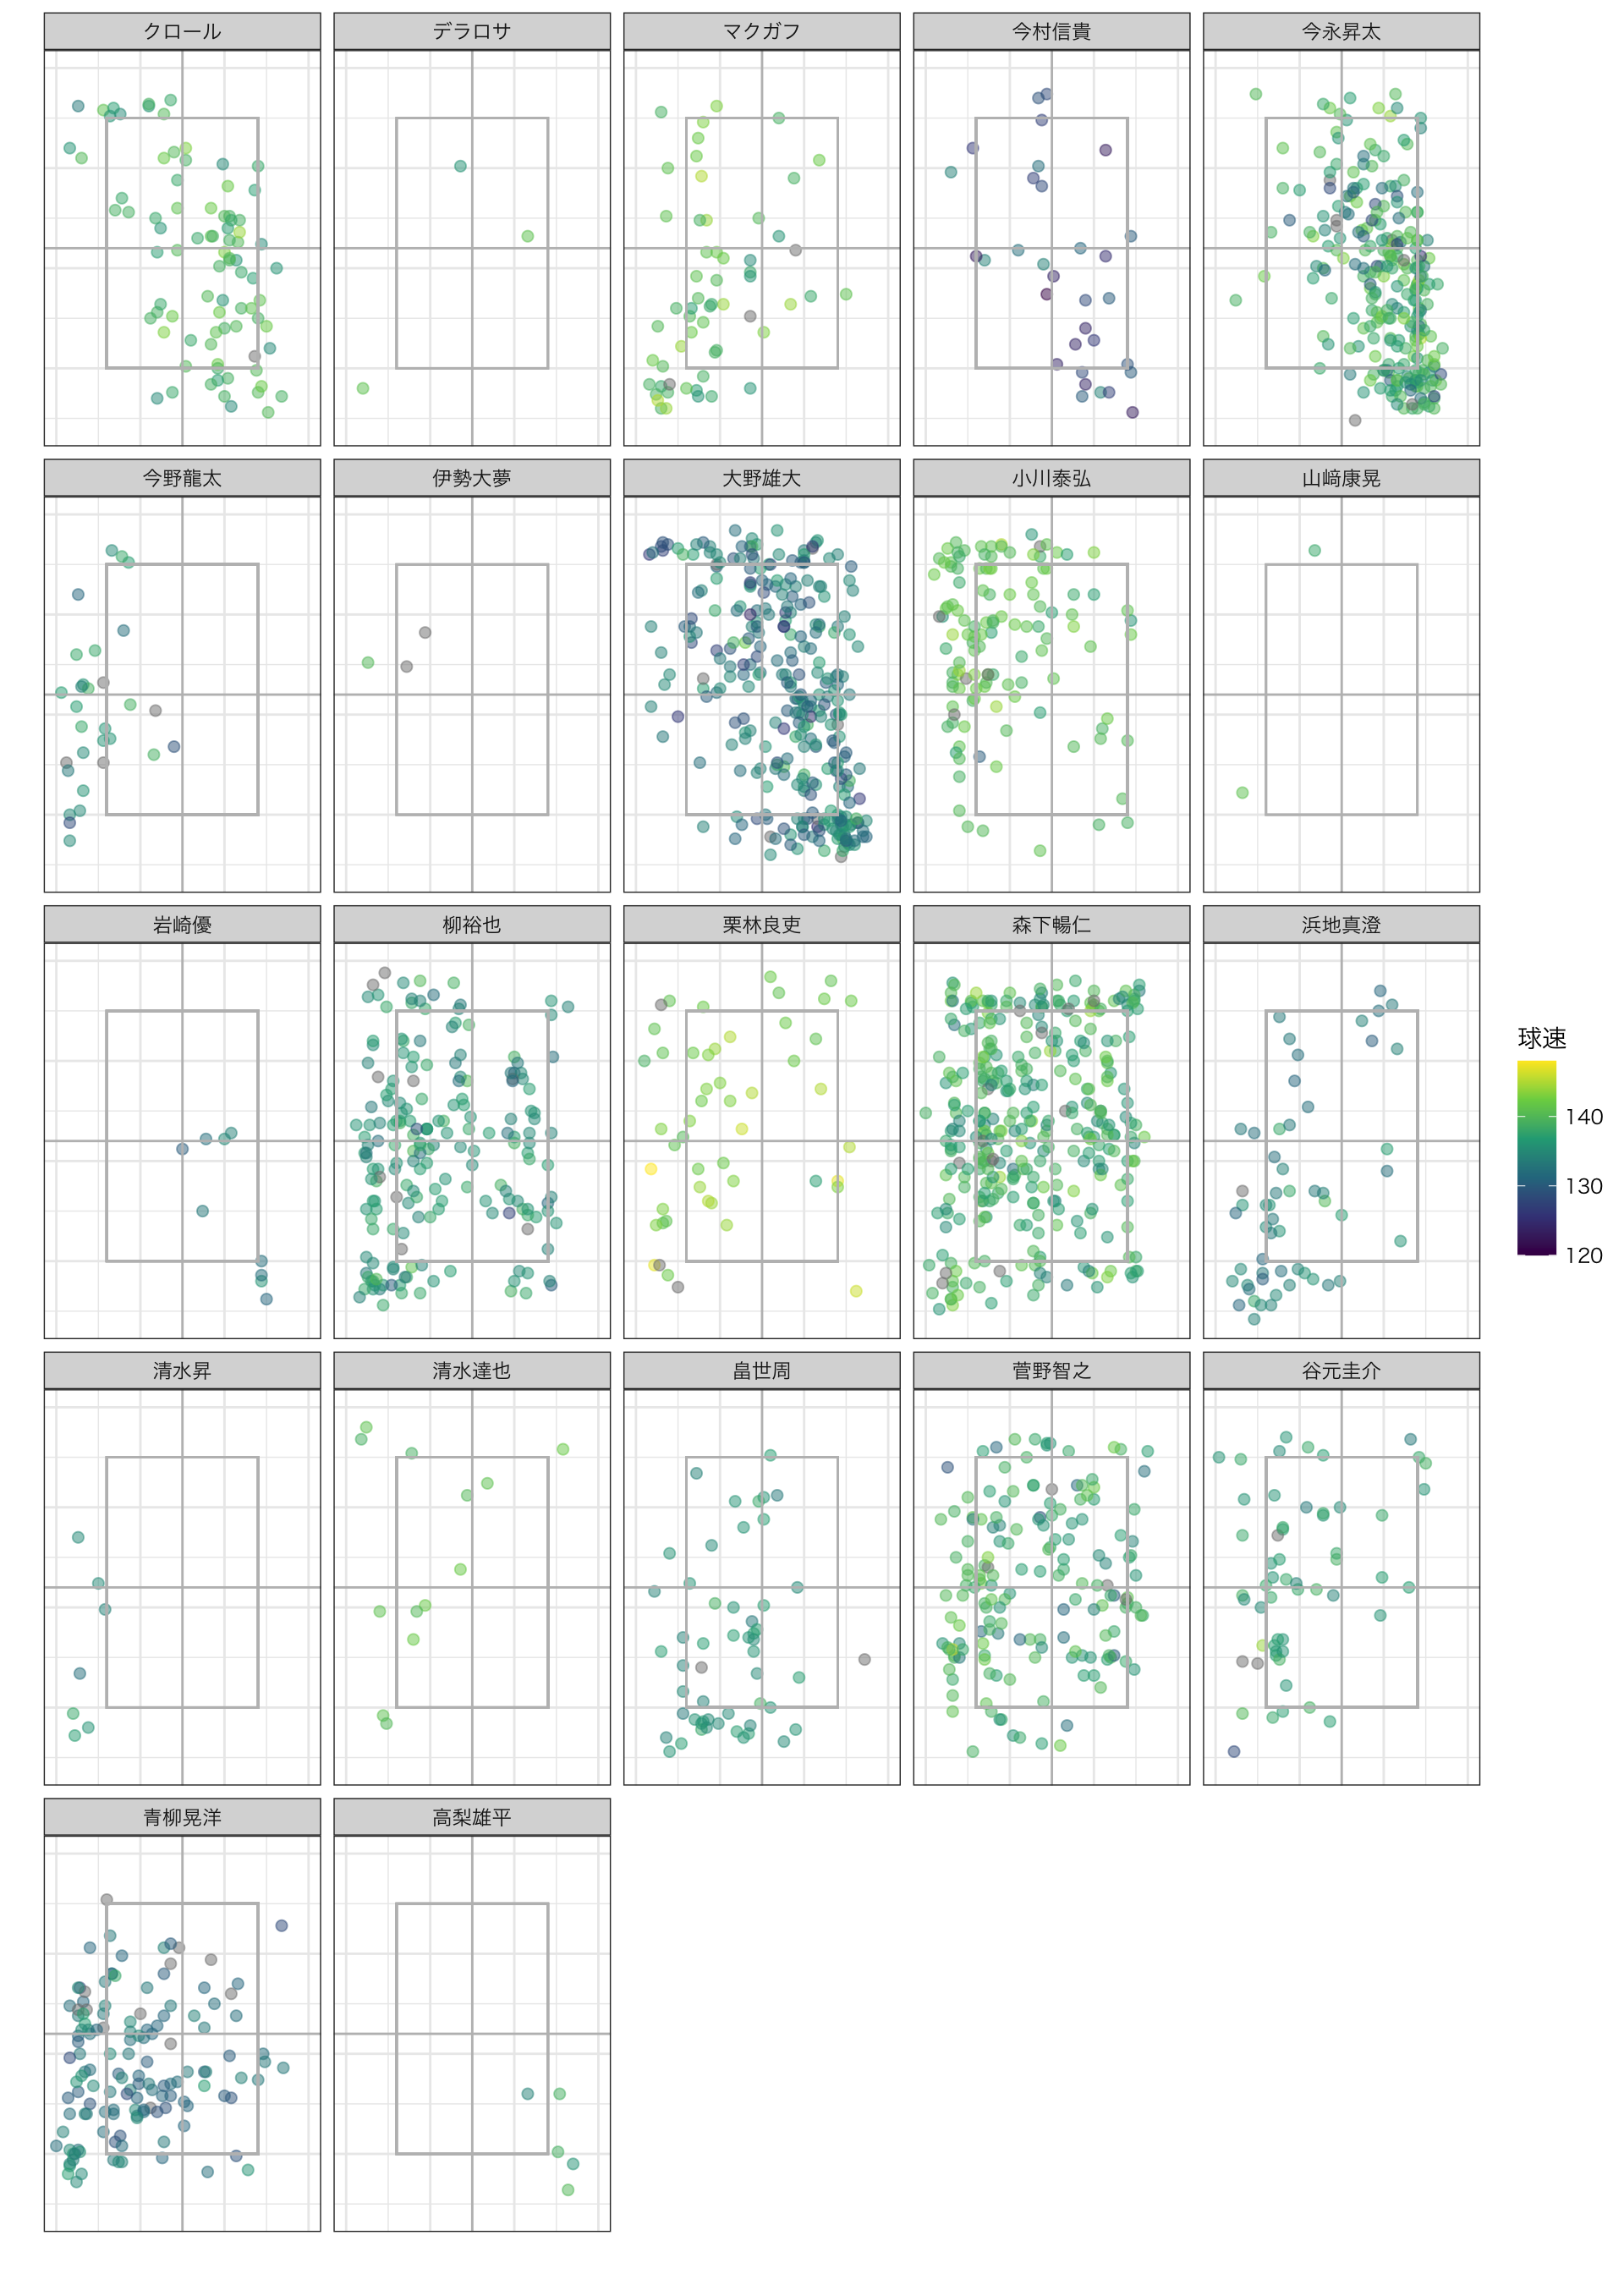 クロール
デラロサ
マクガフ
今村信貴
今永昇太
今野龍太
伊勢大夢
大野雄大
小川泰弘
山﨑康晃
岩崎優
柳裕也
栗林良吏
森下暢仁
浜地真澄
球速
140
130
120
清水昇
清水達也
畠世周
菅野智之
谷元圭介
青柳晃洋
高梨雄平